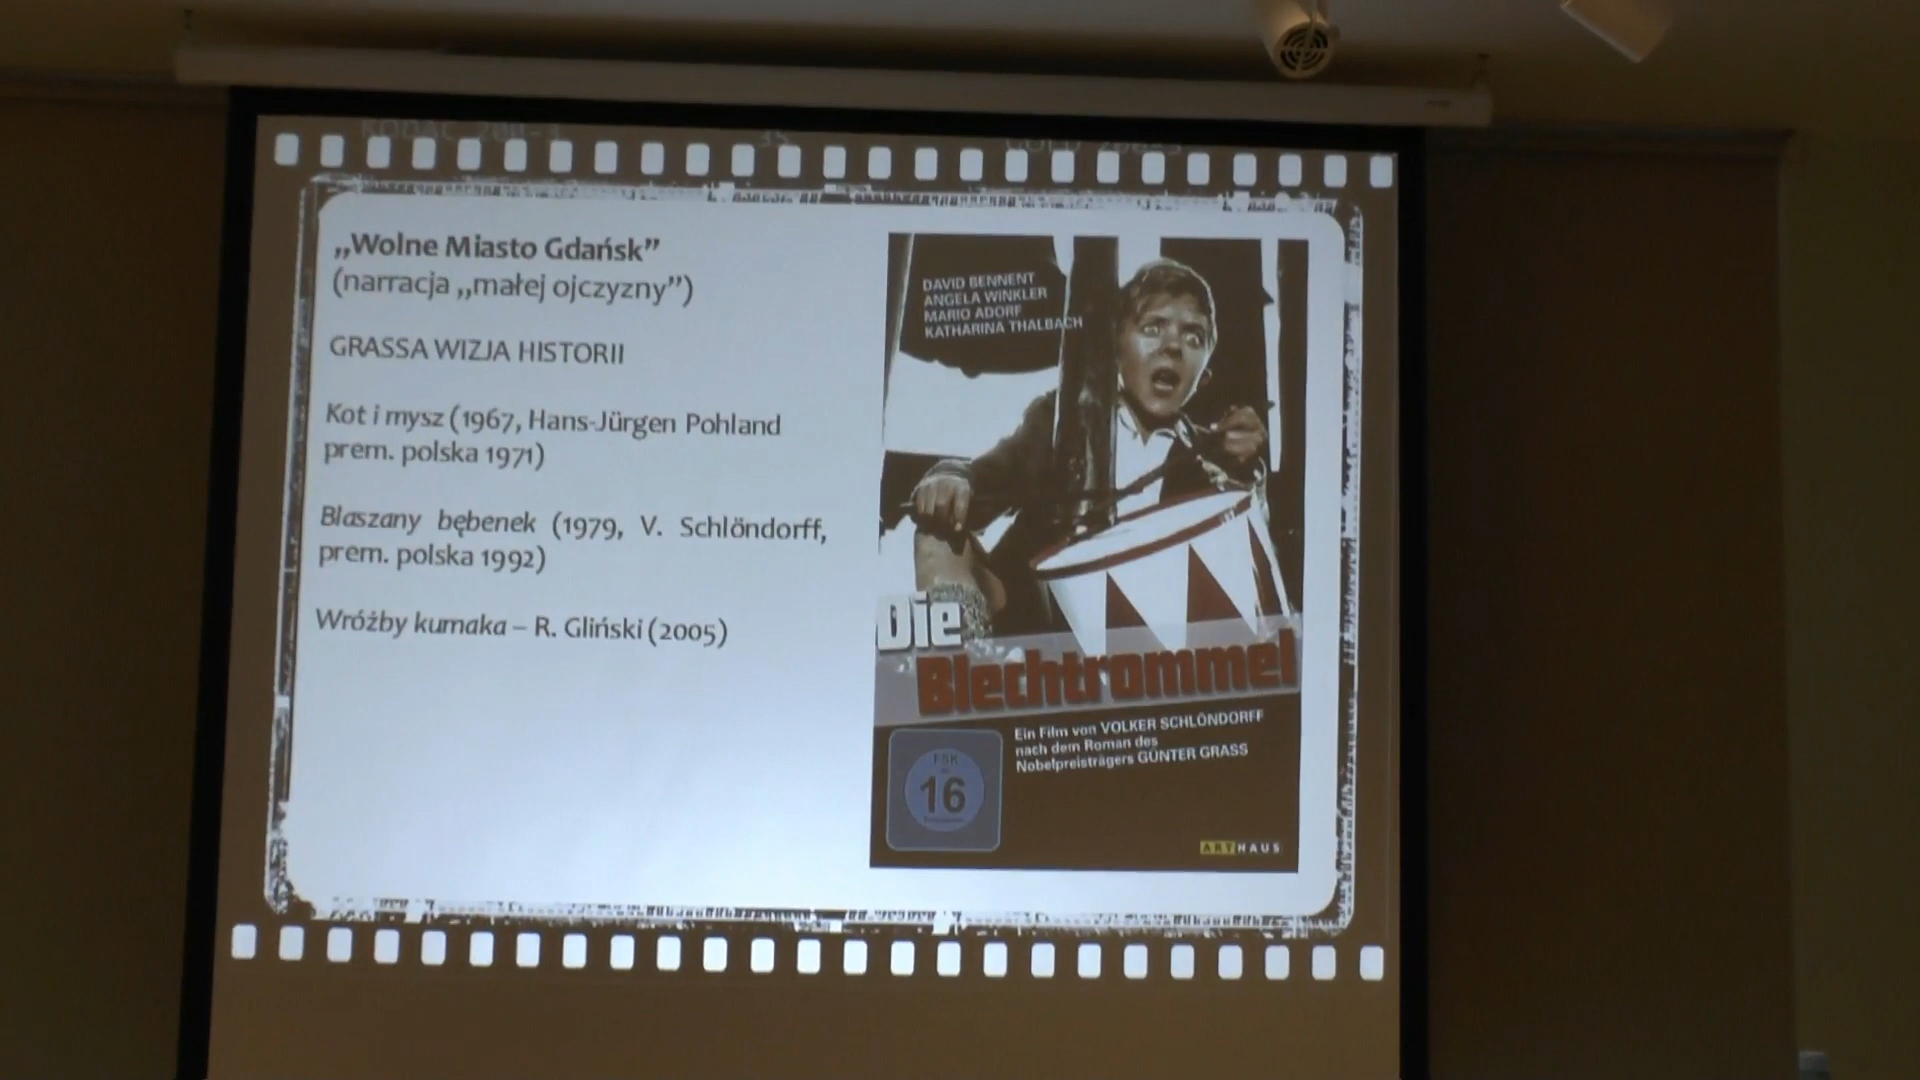 „Wolne Miasto Gdańsk”
(narracja „małej ojczyzny”)
GRASSA WIZJA HISTORII
Kot i mysz (1967, Hans-Jürgen Pohland
prem. polska 1971)
Blaszany bębenek (1979, V. Schlöndorff,
prem. polska 1992)
Wróżby kumaka – R. Gliński (2005)
DAVID BENNENT
ANGELA WINKLER
MARIO ADORF
KATHARINA THALBACH
Die
Blechtrommel
Ein Film von VOLKER SCHLÖNDORFF
nach dem Roman des
Nobelpreisträgers GÜNTER GRASS
FSK
16
ARTHAUS